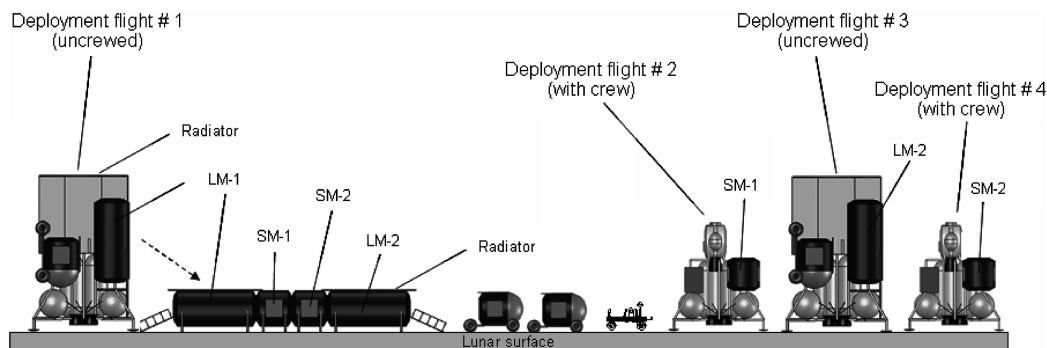 Deployment flight # 1
(uncrewed)
Deployment flight # 3
(uncrewed)
Deployment flight # 2
(with crew)
Deployment flight # 4
(with crew)
Radiator
LM-1
SM-2
SM-1
LM-2
Radiator
SM-1
LM-2
SM-2
Lunar surface